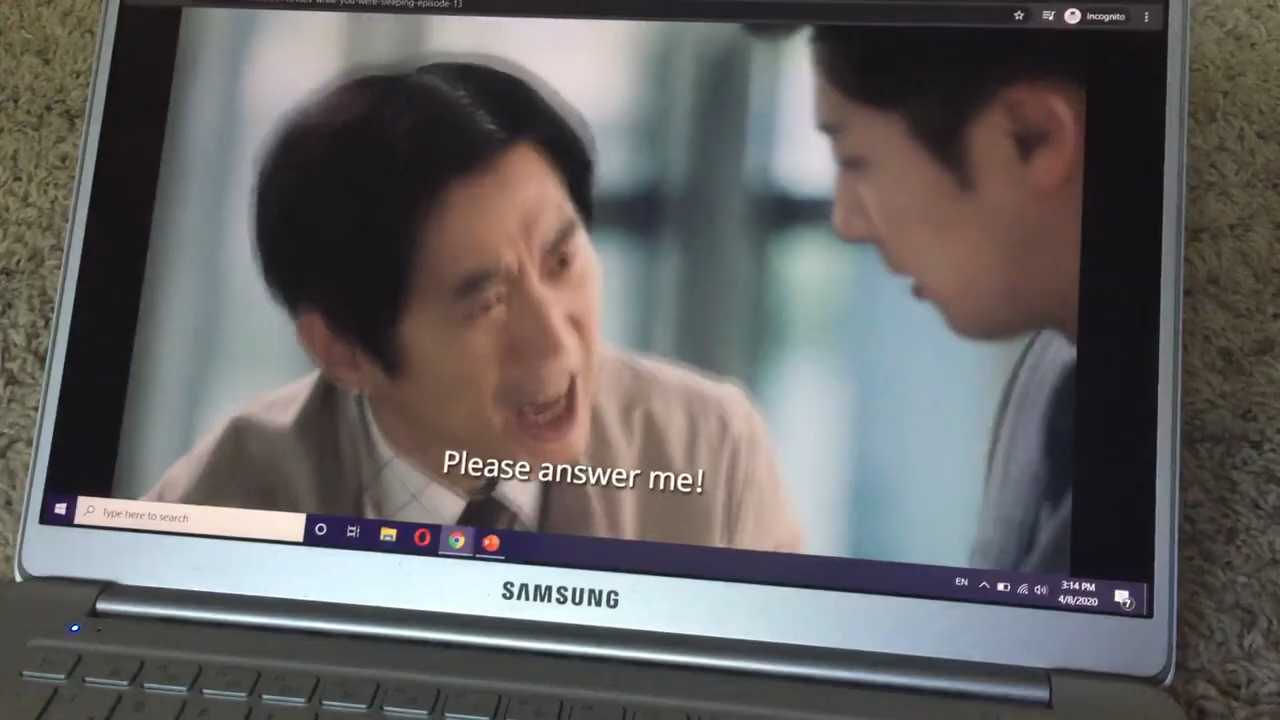 while-you-were-sleeping-episode-13
Incognito
Please answer me!
Type here to search
EN
3:14 PM
4/8/2020
7
SAMSUNG